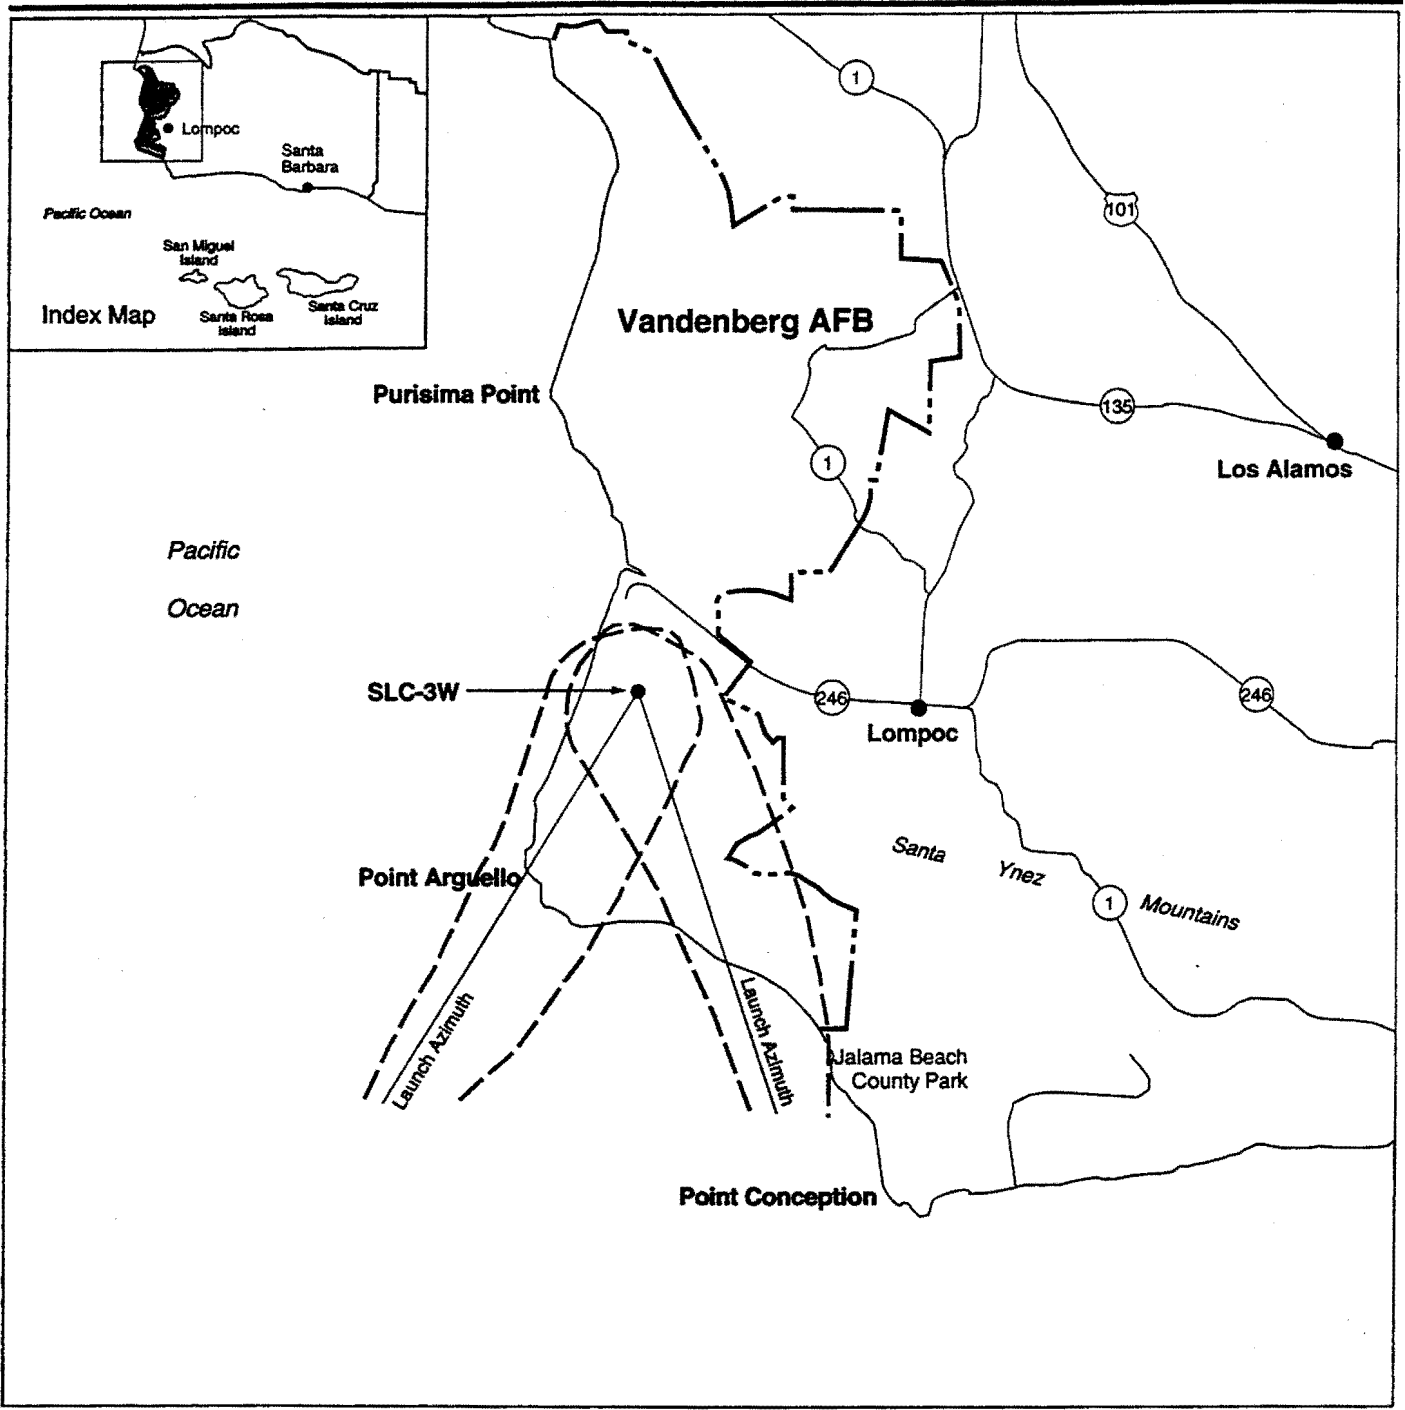 Lompoc
Santa
Barbara
Pacific Ocean
San Miguel
Island
Santa Rosa
Island
Santa Cruz
Island
Index Map
1
101
Vandenberg AFB
Purisima Point
135
1
Los Alamos
Pacific
Ocean
SLC-3W
246
246
Lompoc
Santa Ynez Mountains
Point Arguello
1
Launch Azimuth
Launch Azimuth
Jalama Beach
County Park
Point Conception